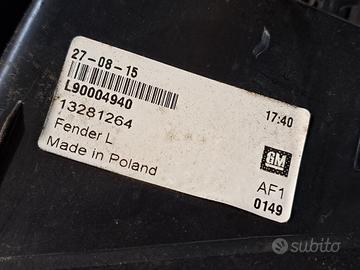 27-08-15
17:40
L90004940
13281264
Fender L
Made in Poland
GM
AF1
0149
subito